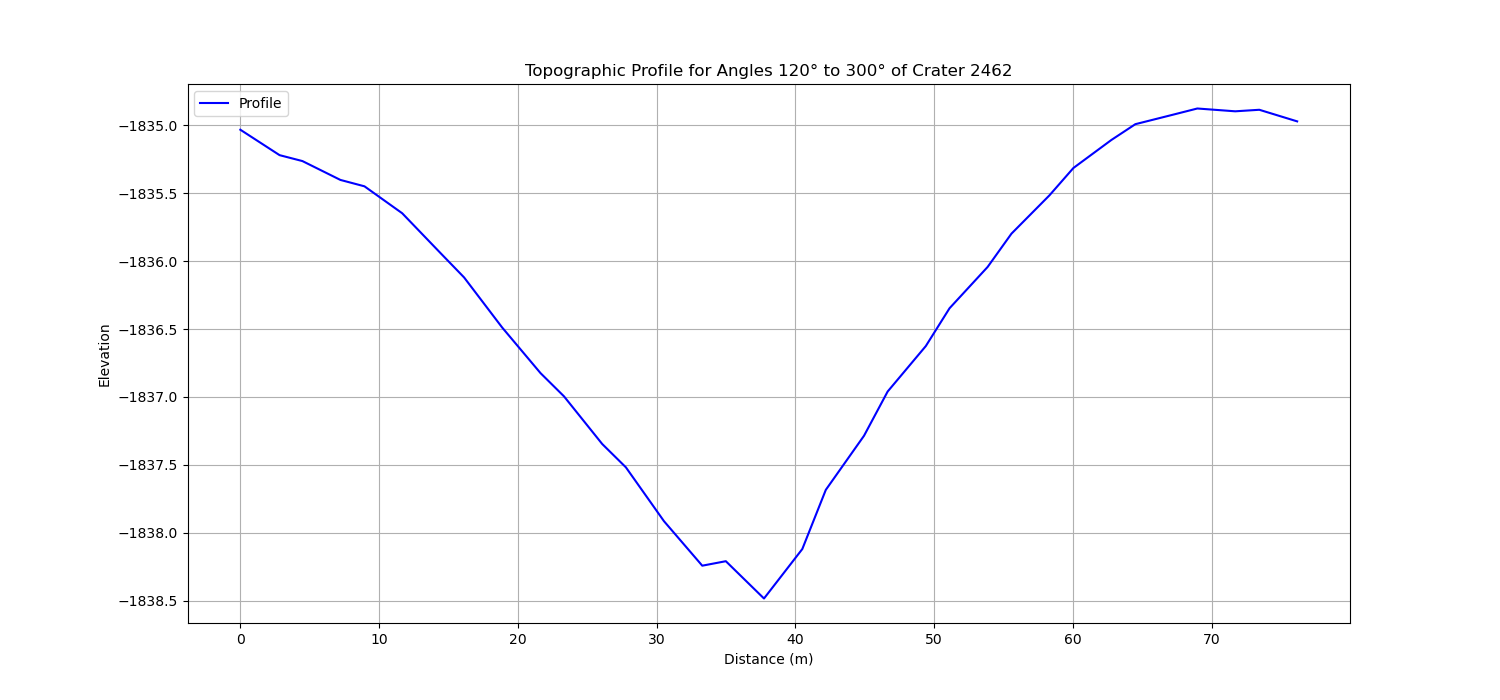 Topographic Profile for Angles 120° to 300° of Crater 2462
Profile
−1835.0
−1835.5
−1836.0
−1836.5
−1837.0
−1837.5
−1838.0
−1838.5
Elevation
0 10 20 30 40 50 60 70
Distance (m)